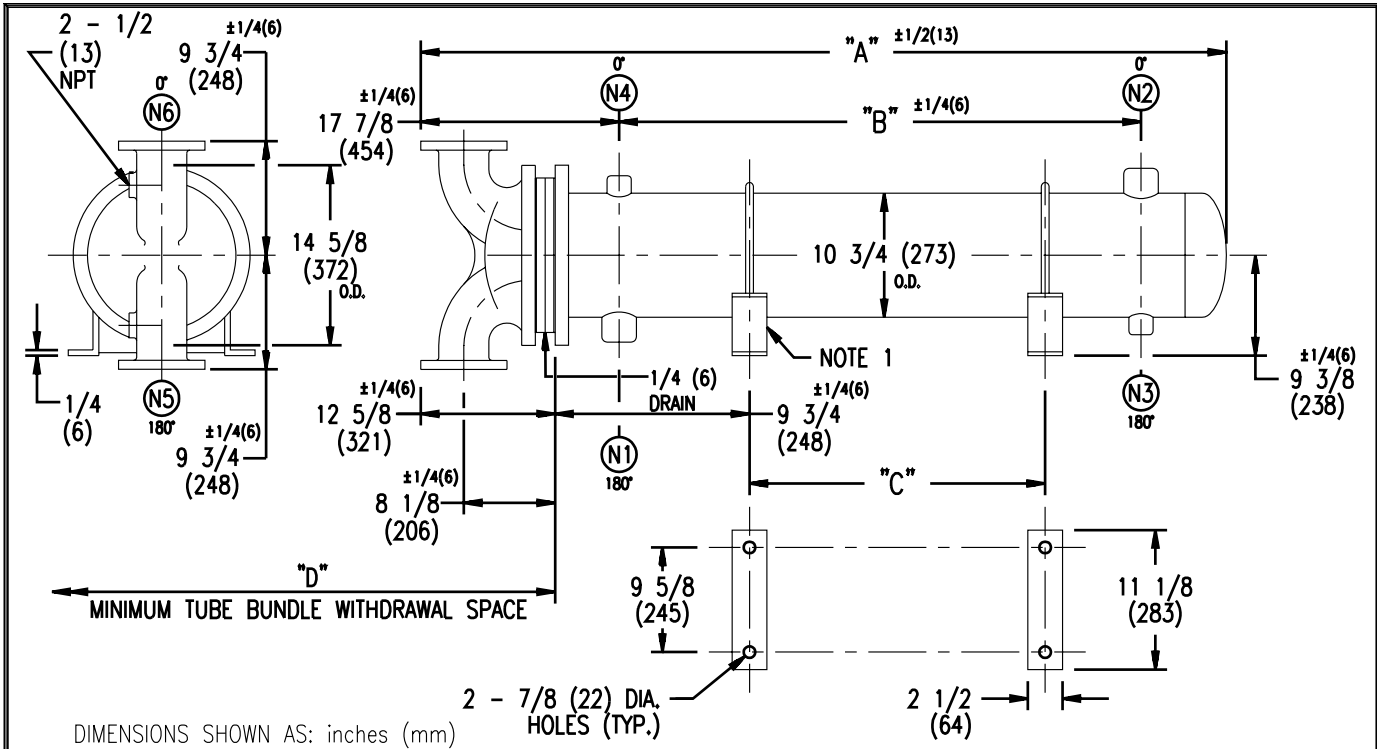 2 - 1/2
(13)
NPT
±1/4(6)
9 3/4
(248)
0°
N6
14 5/8
(372)
O.D.
1/4
(6)
N5
180°
±1/4(6)
9 3/4
(248)
"A" ±1/2(13)
±1/4(6)
17 7/8
(454)
0°
N4
"B" ±1/4(6)
0°
N2
10 3/4 (273)
O.D.
NOTE 1
1/4 (6)
DRAIN
±1/4(6)
12 5/8
(321)
±1/4(6)
9 3/4
(248)
±1/4(6)
9 3/8
(238)
N3
180°
N1
180°
±1/4(6)
8 1/8
(206)
"C"
"D"
MINIMUM TUBE BUNDLE WITHDRAWAL SPACE
9 5/8
(245)
11 1/8
(283)
2 - 7/8 (22) DIA.
HOLES (TYP.)
2 1/2
(64)
DIMENSIONS SHOWN AS: inches (mm)